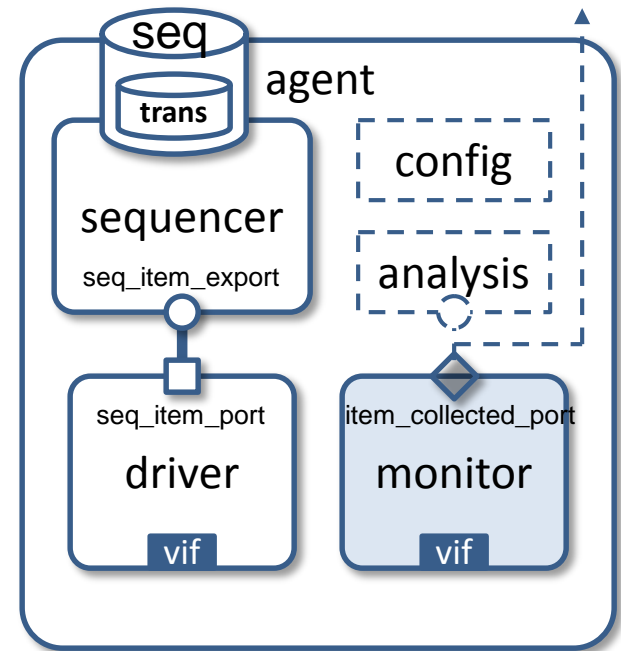 seq
trans
agent
config
sequencer
seq_item_export
analysis
seq_item_port
driver
vif
item_collected_port
monitor
vif